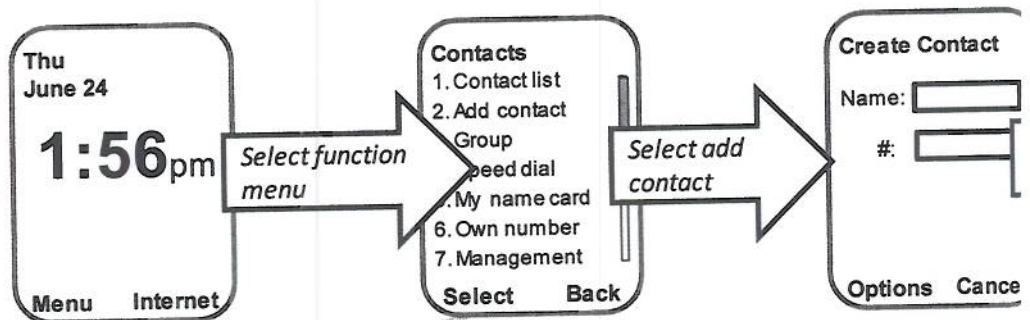 Thu
June 24
1:56pm
Menu Internet
Select function
menu
Contacts
1. Contact list
2. Add contact
Group
peed dial
. My name card
6. Own number
7. Management
Select Back
Select add
contact
Create Contact
Name:
#:
Options Cance